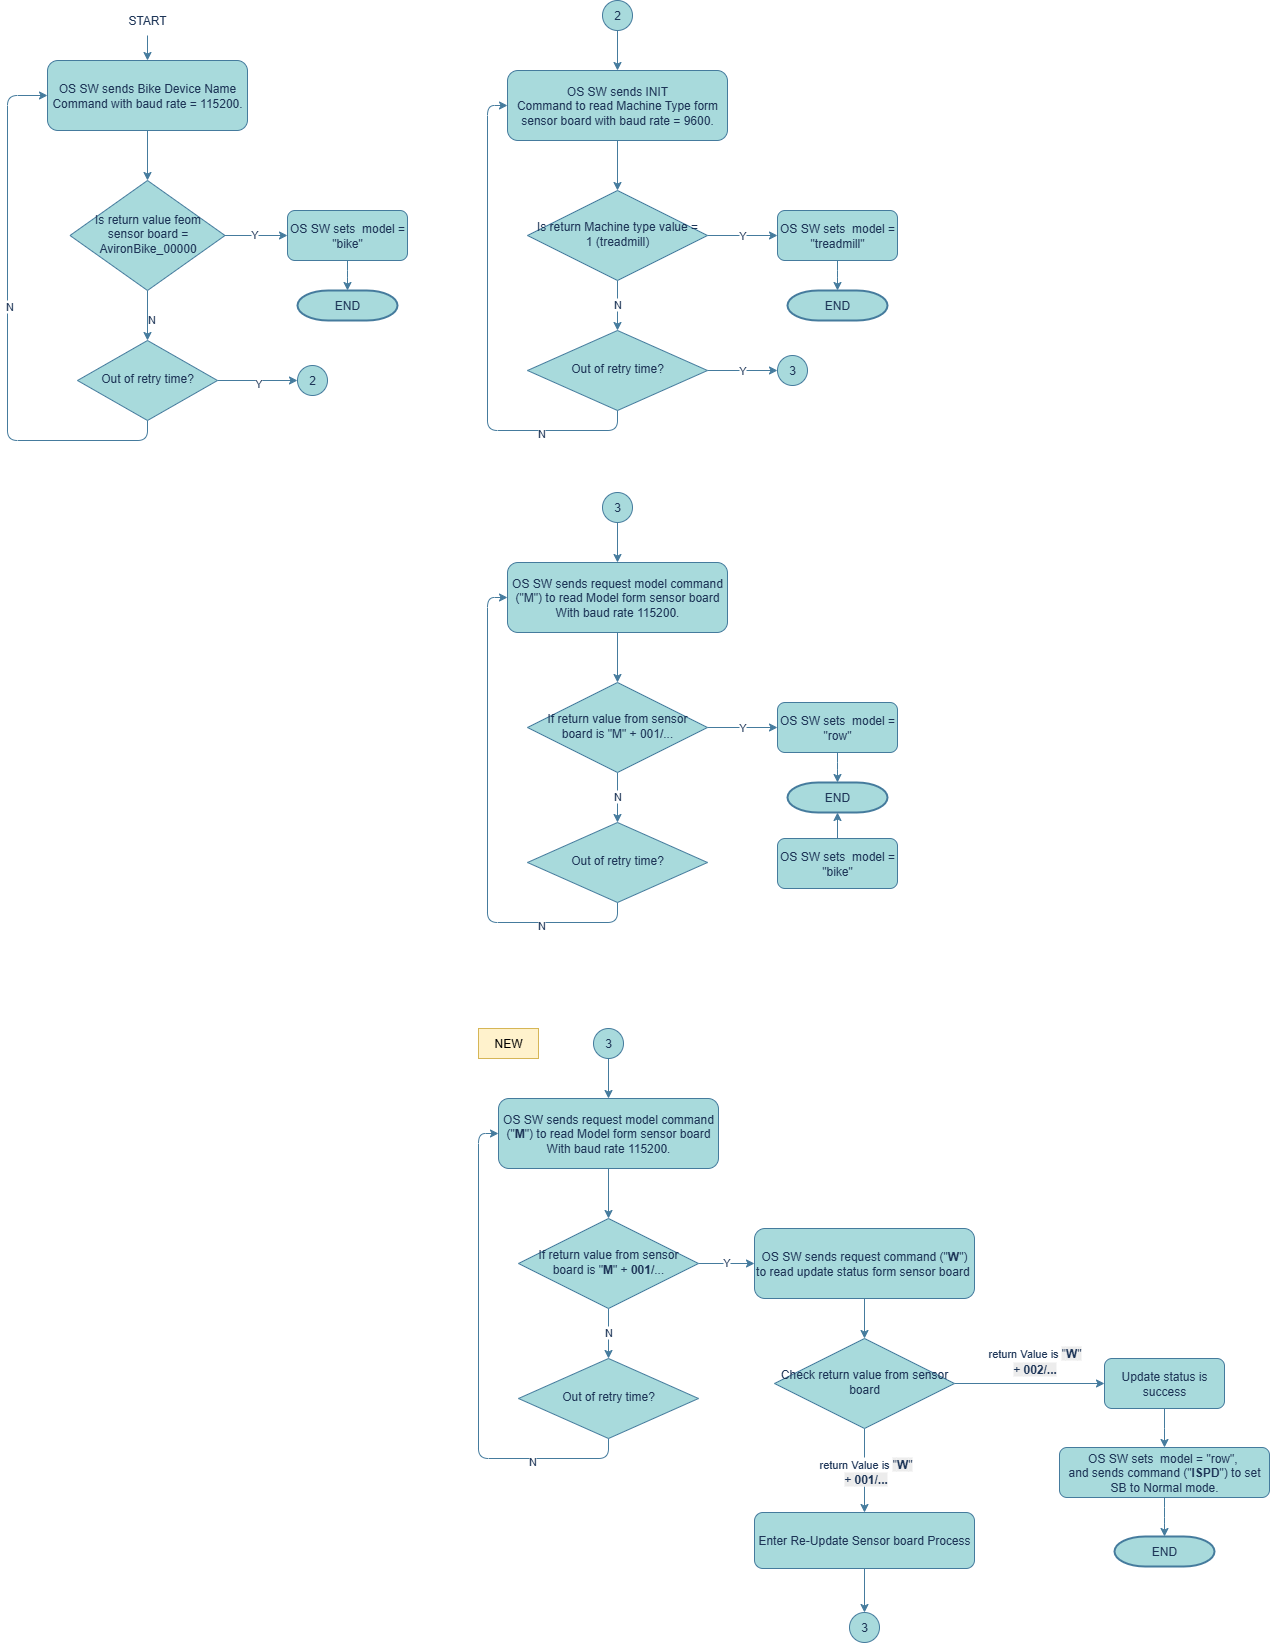 START
OS SW sends Bike Device Name
Command with baud rate = 115200.
Is return value feom
sensor board =
AvironBike_00000
Y
OS SW sets  model =
"bike"
END
N
N
Out of retry time?
Y
2
2
OS SW sends INIT
Command to read Machine Type form
sensor board with baud rate = 9600.
Is return Machine type value =
1 (treadmill)
Y
OS SW sets  model =
"treadmill"
END
N
Out of retry time?
Y
3
N
3
OS SW sends request model command
("M") to read Model form sensor board
With baud rate 115200.
If return value from sensor
board is "M" + 001/...
Y
OS SW sets  model =
"row"
END
N
Out of retry time?
OS SW sets  model =
"bike"
N
NEW
3
OS SW sends request model command
("M") to read Model form sensor board
With baud rate 115200.
If return value from sensor
board is "M" + 001/...
Y
OS SW sends request command ("W")
to read update status form sensor board
N
Out of retry time?
N
Check return value from sensor
board
return Value is "W"
+ 002/...
Update status is
success
OS SW sets  model = "row",
and sends command ("ISPD") to set
SB to Normal mode.
END
return Value is "W"
+ 001/...
Enter Re-Update Sensor board Process
3